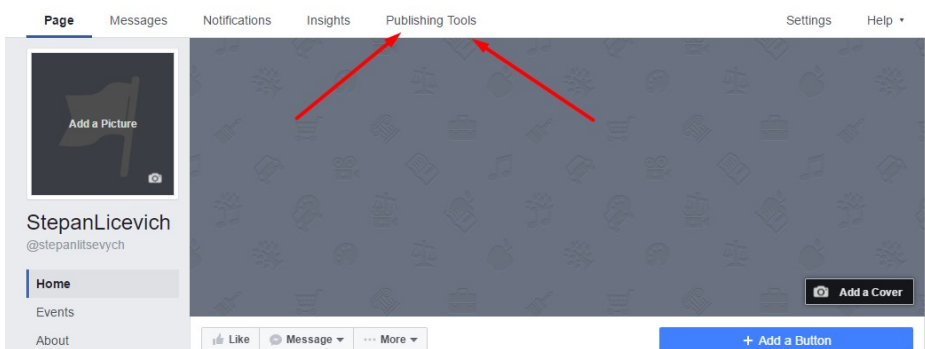 Page Messages Notifications Insights Publishing Tools Settings Help
Add a Picture
StepanLicevich
@stepanlitsevych
Home
Events
About
Add a Cover
Like Message ··· More
+ Add a Button